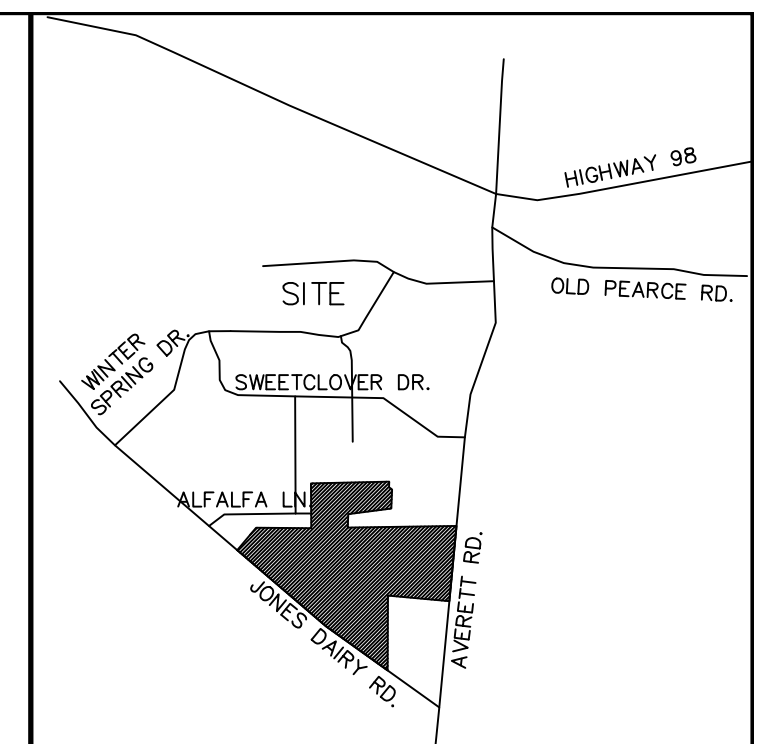 HIGHWAY 98
OLD PEARCE RD.
SITE
WINTER
SPRING DR.
SWEETCLOVER DR.
ALFALFA LN.
JONES DAIRY RD.
AVERETT RD.